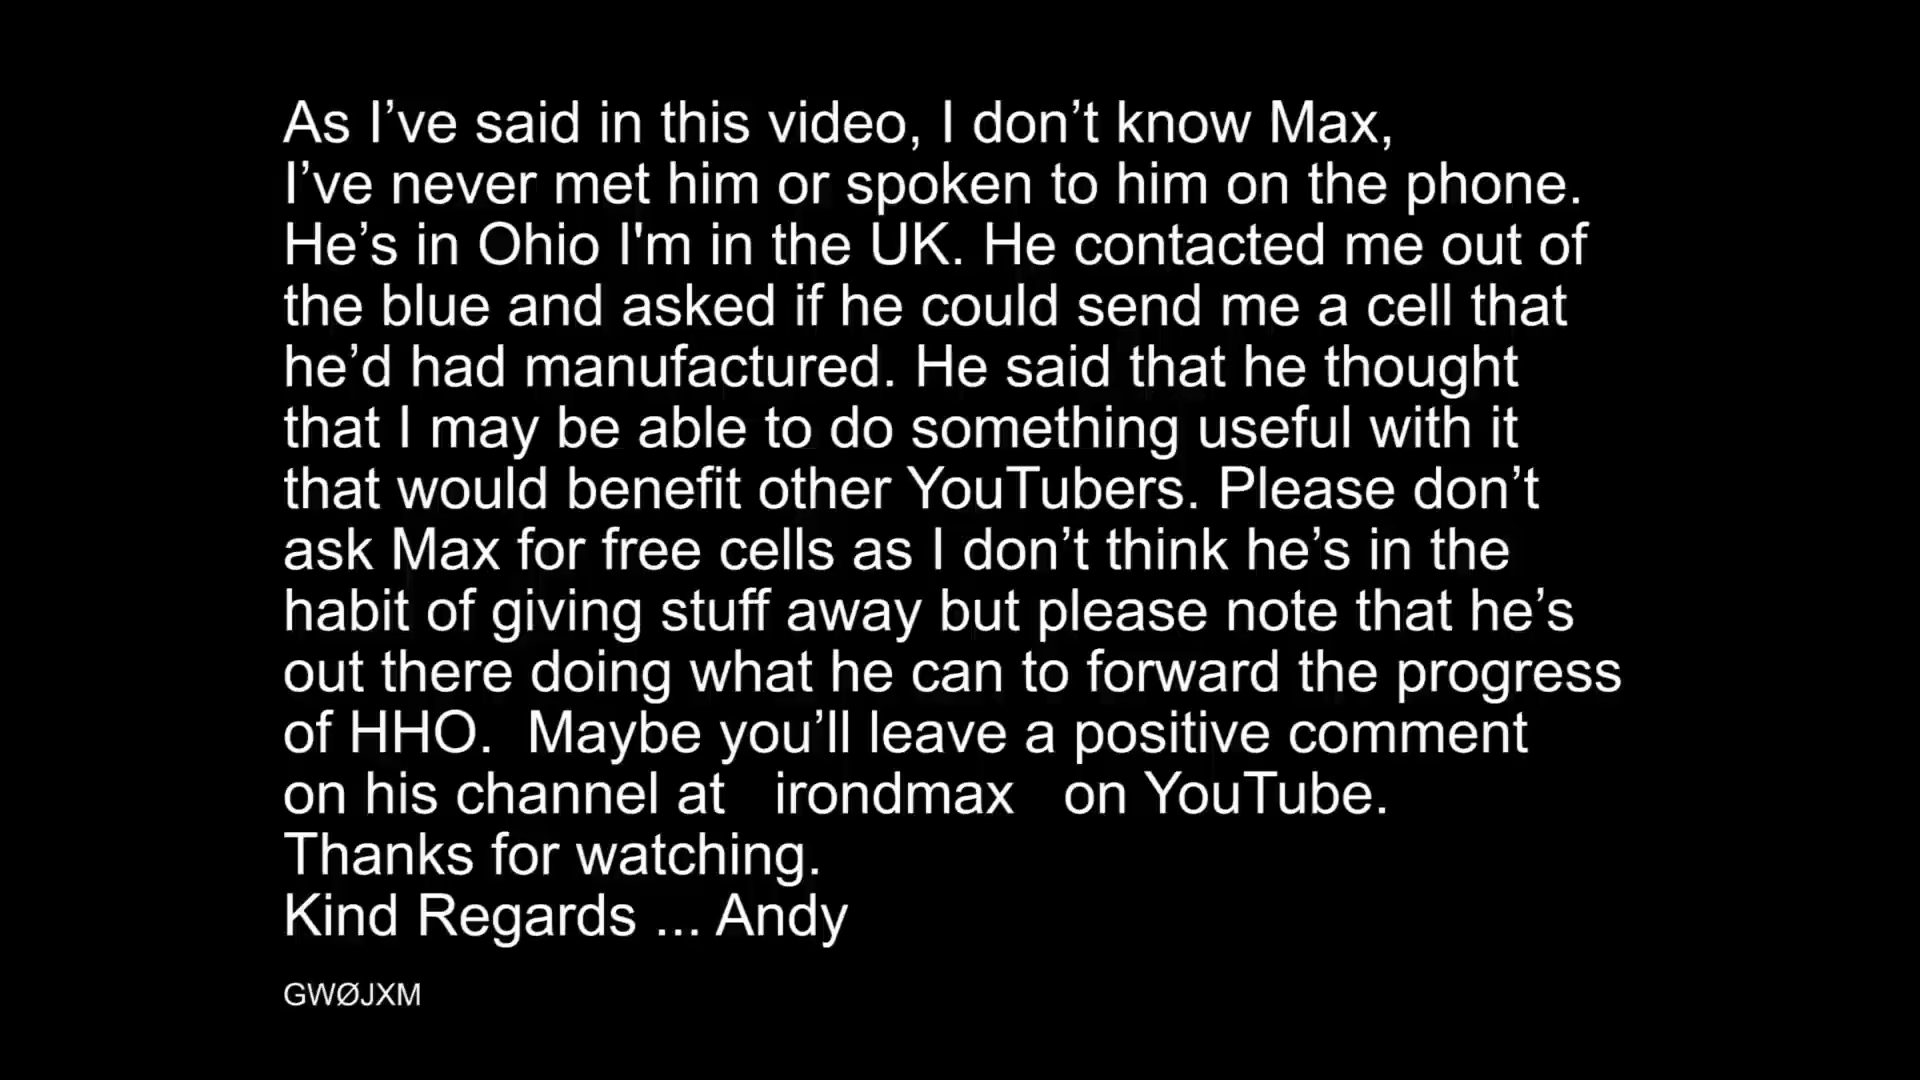 As I’ve said in this video, I don’t know Max,
I’ve never met him or spoken to him on the phone.
He’s in Ohio I'm in the UK. He contacted me out of
the blue and asked if he could send me a cell that
he’d had manufactured. He said that he thought
that I may be able to do something useful with it
that would benefit other YouTubers. Please don’t
ask Max for free cells as I don’t think he’s in the
habit of giving stuff away but please note that he’s
out there doing what he can to forward the progress
of HHO.  Maybe you’ll leave a positive comment
on his channel at   irondmax   on YouTube.
Thanks for watching.
Kind Regards ... Andy
GWØJXM